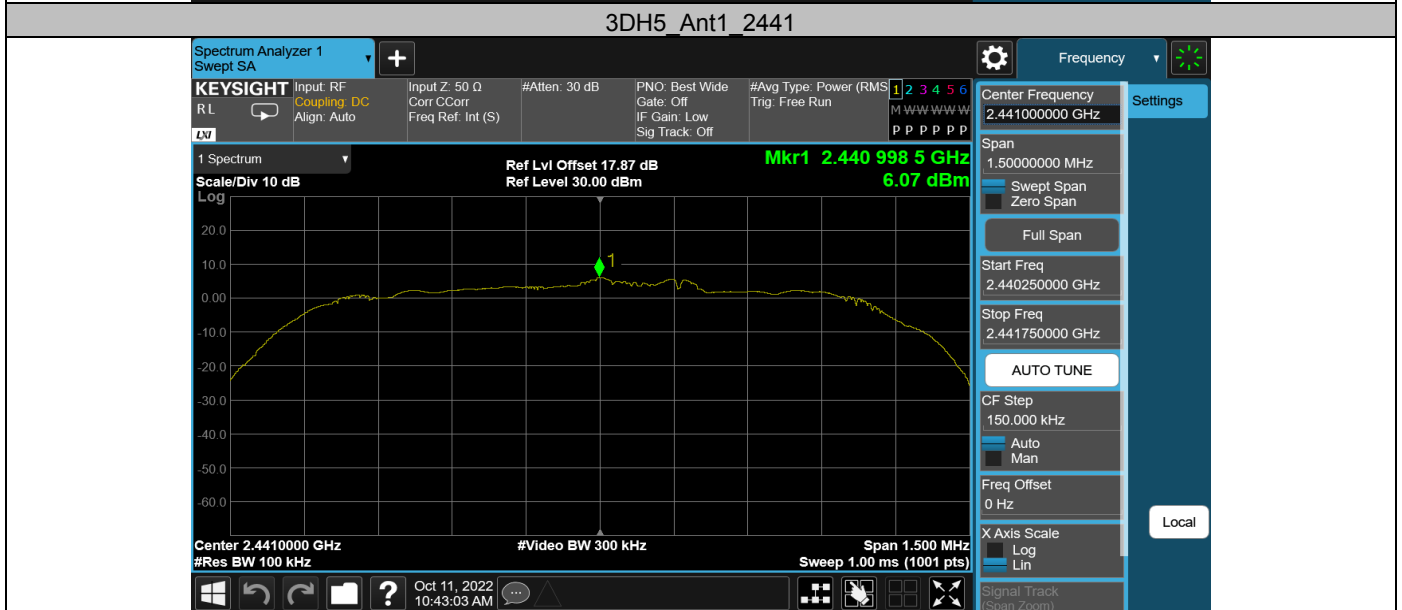 3DH5_Ant1_2441
Spectrum Analyzer 1
Swept SA
+
Frequency
KEYSIGHT
RL
LXI
Input: RF
Coupling: DC
Align: Auto
Input Z: 50 Ω
Corr CCorr
Freq Ref: Int (S)
#Atten: 30 dB
PNO: Best Wide
Gate: Off
IF Gain: Low
Sig Track: Off
#Avg Type: Power (RMS
Trig: Free Run
1 2 3 4 5 6
M W W W W W
P P P P P P
1 Spectrum
Scale/Div 10 dB
Log
Ref Lvl Offset 17.87 dB
Ref Level 30.00 dBm
Mkr1 2.440 998 5 GHz
6.07 dBm
1
20.0
10.0
0.00
-10.0
-20.0
-30.0
-40.0
-50.0
-60.0
Center 2.4410000 GHz
#Res BW 100 kHz
#Video BW 300 kHz
Span 1.500 MHz
Sweep 1.00 ms (1001 pts)
?
Oct 11, 2022
10:43:03 AM
Center Frequency
2.441000000 GHz
Settings
Span
1.50000000 MHz
Swept Span
Zero Span
Full Span
Start Freq
2.440250000 GHz
Stop Freq
2.441750000 GHz
AUTO TUNE
CF Step
150.000 kHz
Auto
Man
Freq Offset
0 Hz
X Axis Scale
Log
Lin
Local
Signal Track
(Span Zoom)